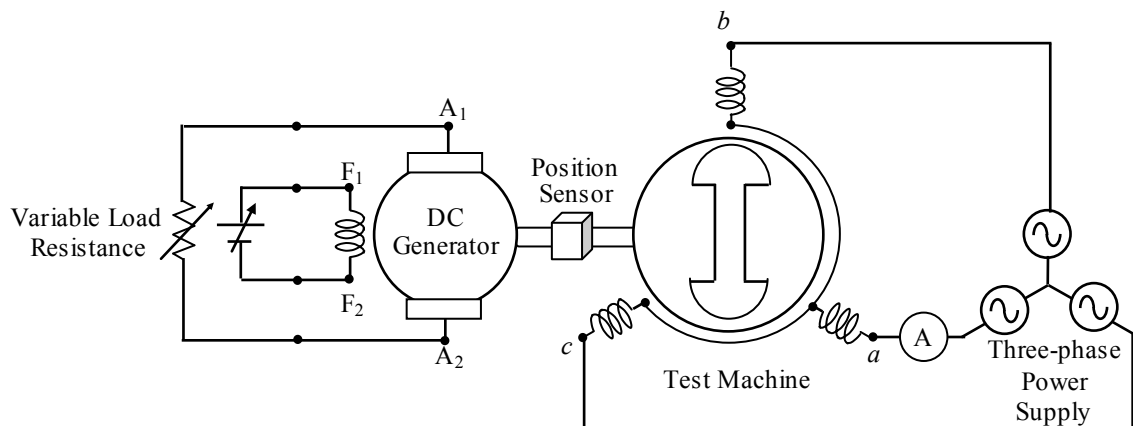 b
A1
Position
Sensor
F1
Variable Load
Resistance
DC
Generator
F2
A2
c
a
A
Test Machine
Three-phase
Power
Supply